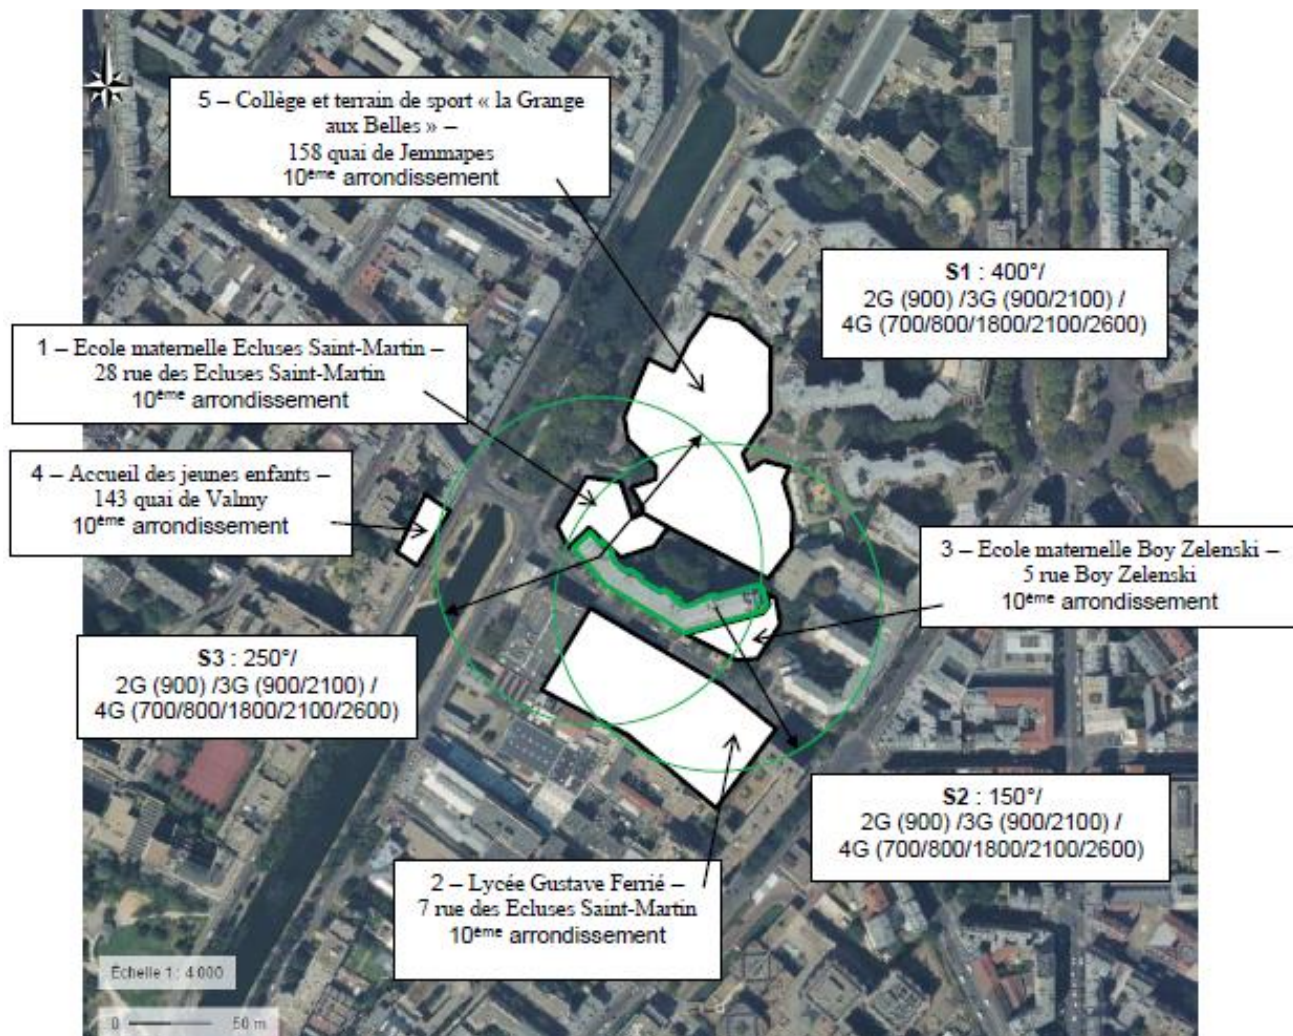 5 – Collège et terrain de sport « la Grange
aux Belles » –
158 quai de Jemmapes
10ème arrondissement
S1 : 400°/
2G (900) /3G (900/2100) /
4G (700/800/1800/2100/2600)
1 – Ecole maternelle Ecluses Saint-Martin –
28 rue des Ecluses Saint-Martin
10ème arrondissement
4 – Accueil des jeunes enfants –
143 quai de Valmy
10ème arrondissement
3 – Ecole maternelle Boy Zelenski –
5 rue Boy Zelenski
10ème arrondissement
S3 : 250°/
2G (900) /3G (900/2100) /
4G (700/800/1800/2100/2600)
S2 : 150°/
2G (900) /3G (900/2100) /
4G (700/800/1800/2100/2600)
2 – Lycée Gustave Ferrié –
7 rue des Ecluses Saint-Martin
10ème arrondissement
Échelle 1 : 4 000
0 50 m